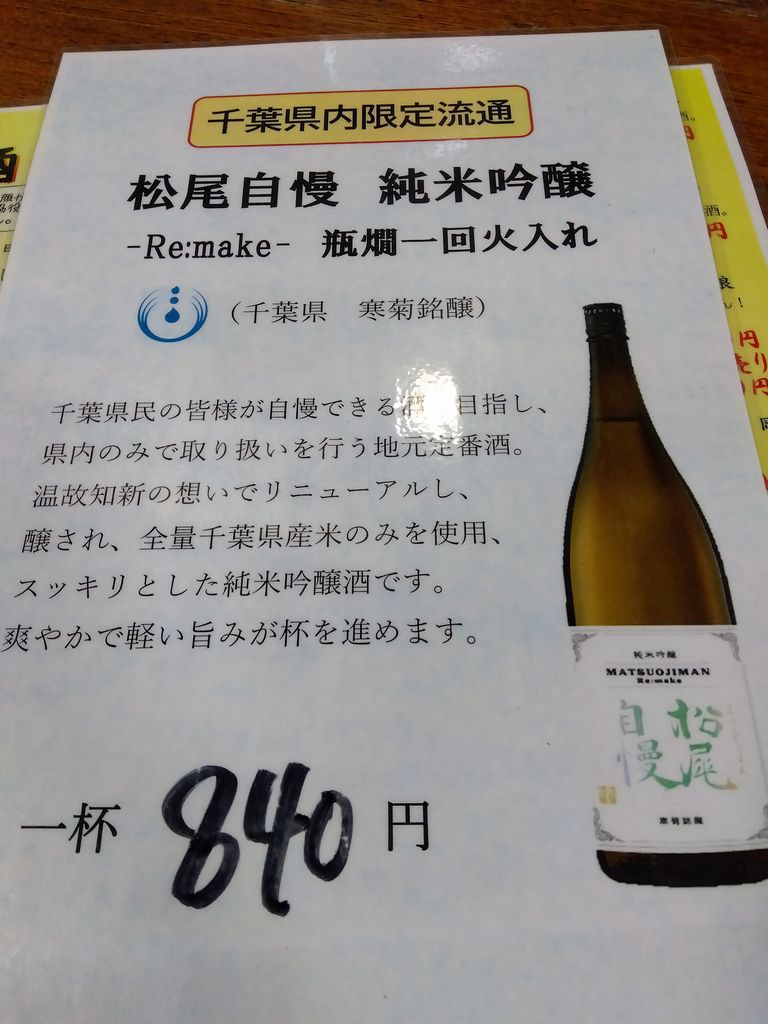 千葉県内限定流通
松尾自慢 純米吟醸
-Re:make- 瓶燗一回火入れ
(千葉県 寒菊銘醸)
千葉県民の皆様が自慢できる 目指し、
県内のみで取り扱いを行う地元定番酒。
温故知新の想いでリニューアルし、
醸され、全量千葉県産米のみを使用、
スッキリとした純米吟醸酒です。
爽やかで軽い旨みが杯を進めます。
一杯 840 円
純米吟醸
MATSUOJIMAN
Re:make
松尾
自慢
寒菊銘醸
酒。
円
円
売り
円